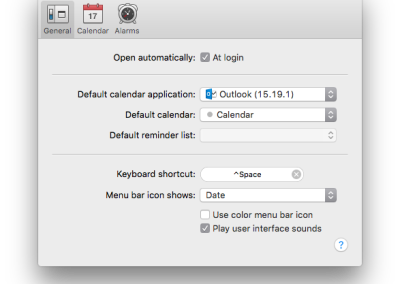 17
General Calendar Alarms
Open automatically: At login
Default calendar application: Outlook (15.19.1)
Default calendar: Calendar
Default reminder list:
Keyboard shortcut: ^Space
Menu bar icon shows: Date
Use color menu bar icon
Play user interface sounds
?